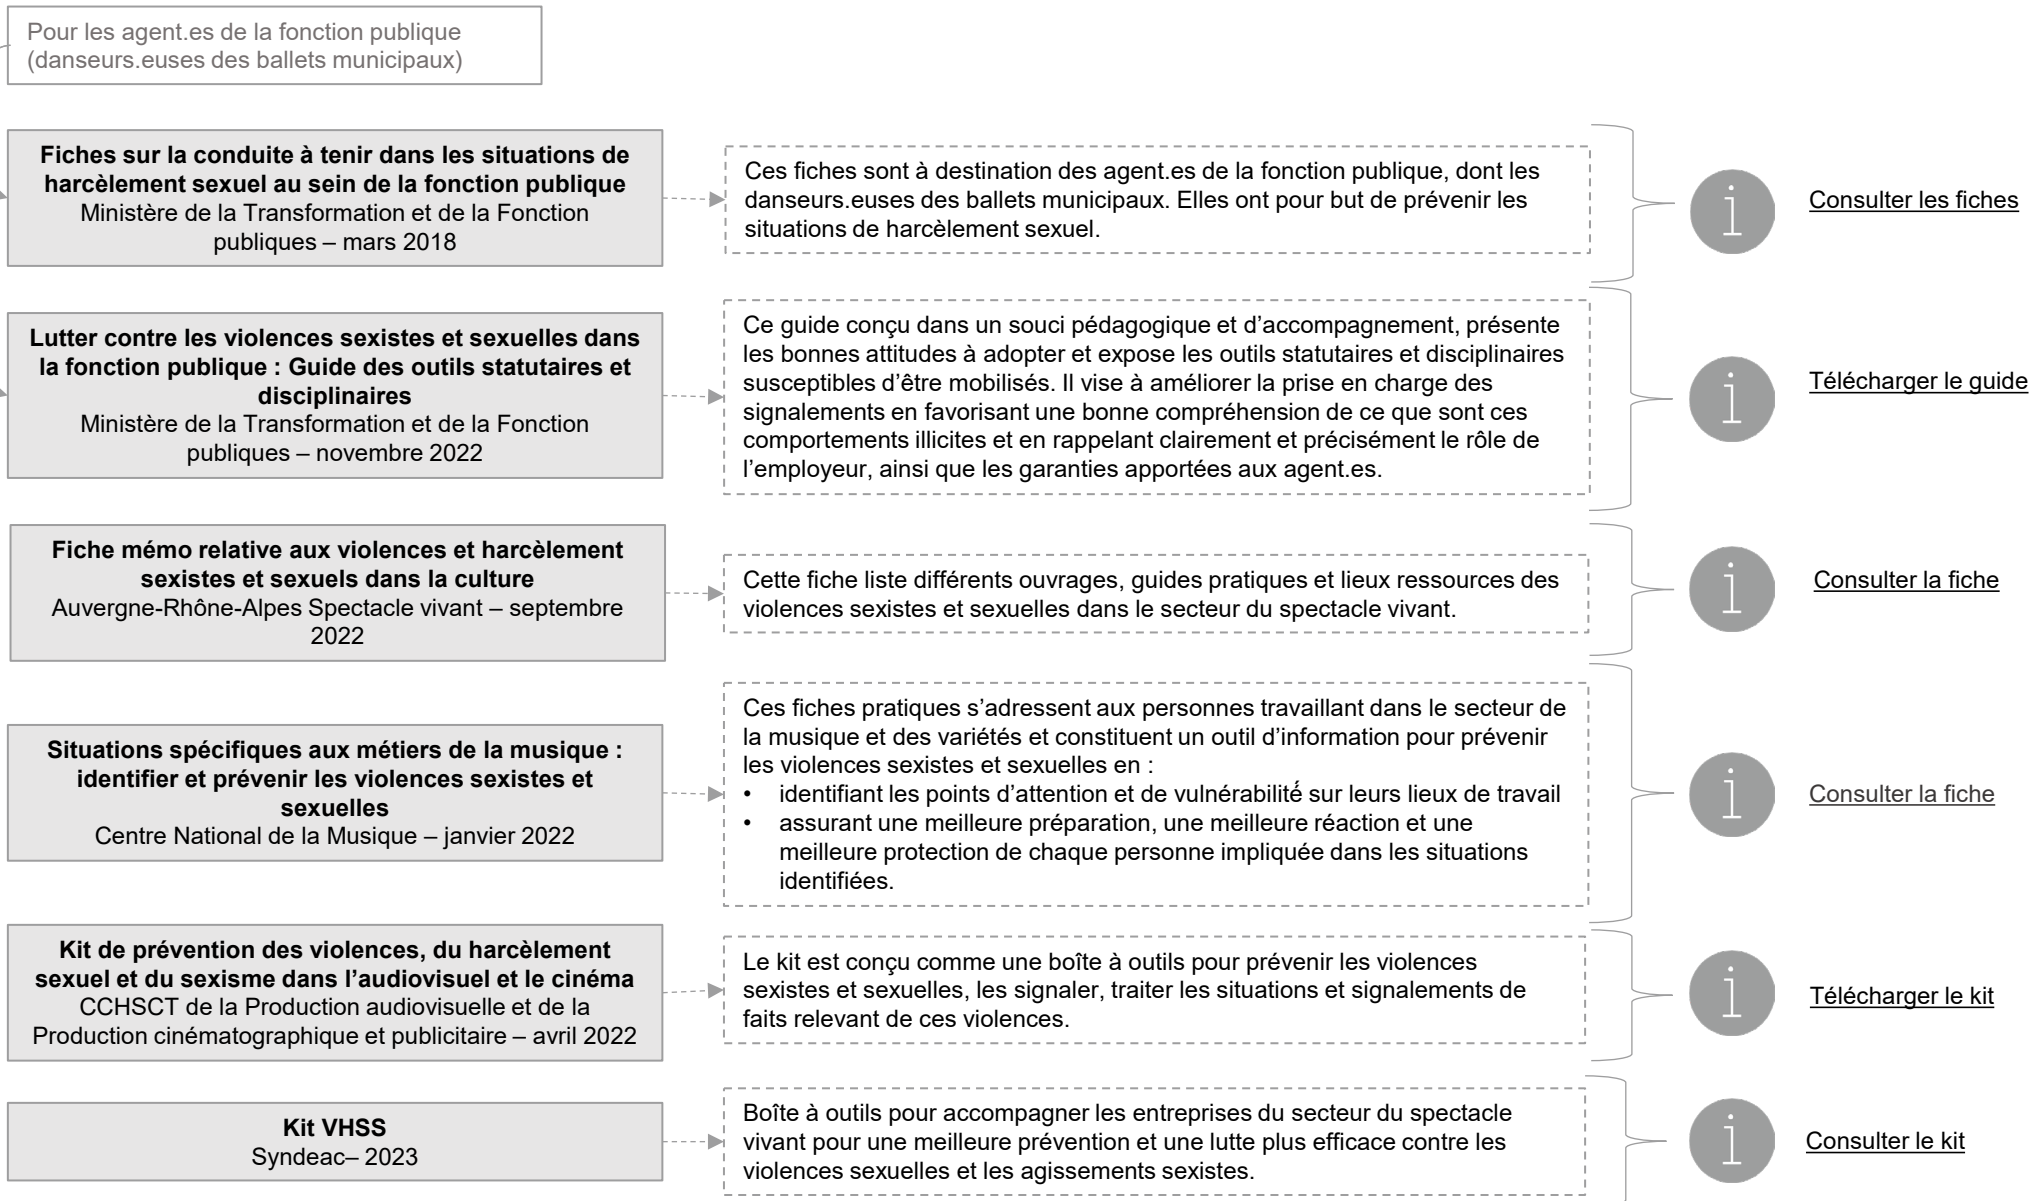 Pour les agent.es de la fonction publique
(danseurs.euses des ballets municipaux)
Fiches sur la conduite à tenir dans les situations de
harcèlement sexuel au sein de la fonction publique
Ministère de la Transformation et de la Fonction
publiques – mars 2018
Ces fiches sont à destination des agent.es de la fonction publique, dont les
danseurs.euses des ballets municipaux. Elles ont pour but de prévenir les
situations de harcèlement sexuel.
Consulter les fiches
Lutter contre les violences sexistes et sexuelles dans
la fonction publique : Guide des outils statutaires et
disciplinaires
Ministère de la Transformation et de la Fonction
publiques – novembre 2022
Ce guide conçu dans un souci pédagogique et d’accompagnement, présente
les bonnes attitudes à adopter et expose les outils statutaires et disciplinaires
susceptibles d’être mobilisés. Il vise à améliorer la prise en charge des
signalements en favorisant une bonne compréhension de ce que sont ces
comportements illicites et en rappelant clairement et précisément le rôle de
l’employeur, ainsi que les garanties apportées aux agent.es.
Télécharger le guide
Fiche mémo relative aux violences et harcèlement
sexistes et sexuels dans la culture
Auvergne-Rhône-Alpes Spectacle vivant – septembre
2022
Cette fiche liste différents ouvrages, guides pratiques et lieux ressources des
violences sexistes et sexuelles dans le secteur du spectacle vivant.
Consulter la fiche
Situations spécifiques aux métiers de la musique :
identifier et prévenir les violences sexistes et
sexuelles
Centre National de la Musique – janvier 2022
Ces fiches pratiques s’adressent aux personnes travaillant dans le secteur de
la musique et des variétés et constituent un outil d’information pour prévenir
les violences sexistes et sexuelles en :
• identifiant les points d’attention et de vulnérabilité sur leurs lieux de travail
• assurant une meilleure préparation, une meilleure réaction et une
meilleure protection de chaque personne impliquée dans les situations
identifiées.
Consulter la fiche
Kit de prévention des violences, du harcèlement
sexuel et du sexisme dans l’audiovisuel et le cinéma
CCHSCT de la Production audiovisuelle et de la
Production cinématographique et publicitaire – avril 2022
Le kit est conçu comme une boîte à outils pour prévenir les violences
sexistes et sexuelles, les signaler, traiter les situations et signalements de
faits relevant de ces violences.
Télécharger le kit
Kit VHSS
Syndeac– 2023
Boîte à outils pour accompagner les entreprises du secteur du spectacle
vivant pour une meilleure prévention et une lutte plus efficace contre les
violences sexuelles et les agissements sexistes.
Consulter le kit